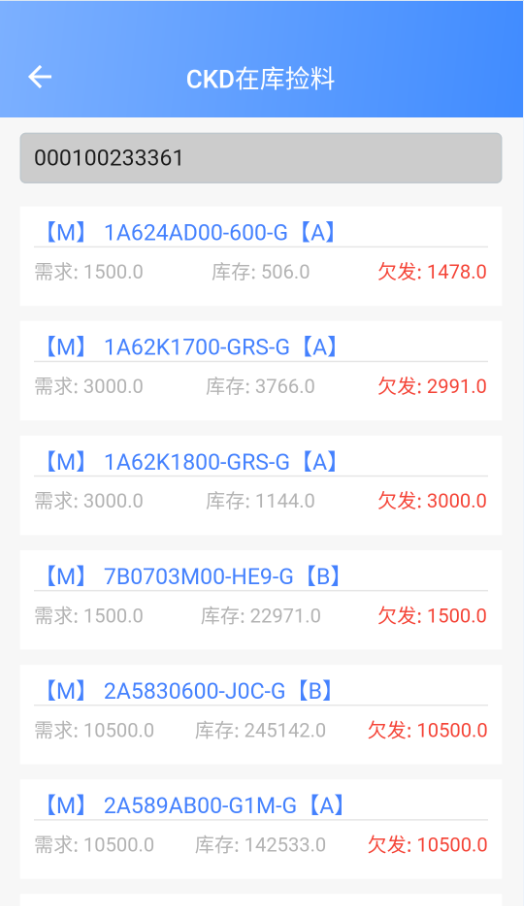 CKD在库捡料
000100233361
【M】 1A624AD00-600-G【A】
需求: 1500.0 库存: 506.0 欠发: 1478.0
【M】 1A62K1700-GRS-G【A】
需求: 3000.0 库存: 3766.0 欠发: 2991.0
【M】 1A62K1800-GRS-G【A】
需求: 3000.0 库存: 1144.0 欠发: 3000.0
【M】 7B0703M00-HE9-G【B】
需求: 1500.0 库存: 22971.0 欠发: 1500.0
【M】 2A5830600-J0C-G【B】
需求: 10500.0 库存: 245142.0 欠发: 10500.0
【M】 2A589AB00-G1M-G【A】
需求: 10500.0 库存: 142533.0 欠发: 10500.0